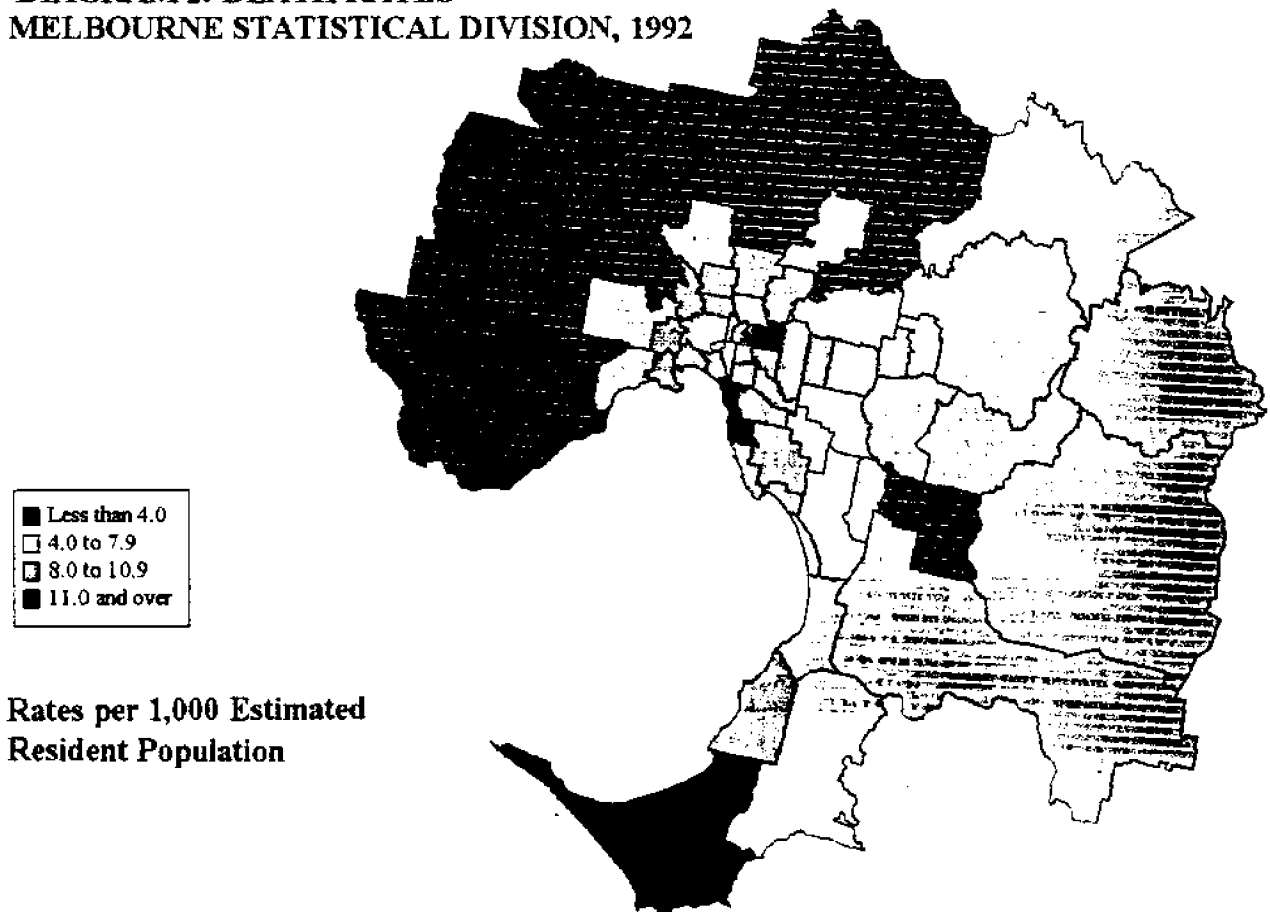 MELBOURNE STATISTICAL DIVISION, 1992
Less than 4.0
4.0 to 7.9
8.0 to 10.9
11.0 and over
Rates per 1,000 Estimated
Resident Population